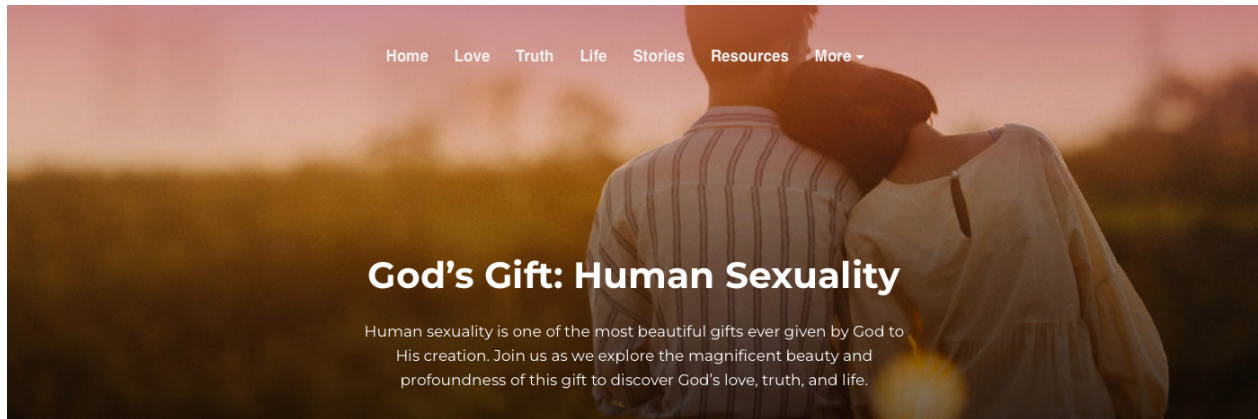 Home Love Truth Life Stories Resources More
God’s Gift: Human Sexuality
Human sexuality is one of the most beautiful gifts ever given by God to
His creation. Join us as we explore the magnificent beauty and
profoundness of this gift to discover God’s love, truth, and life.